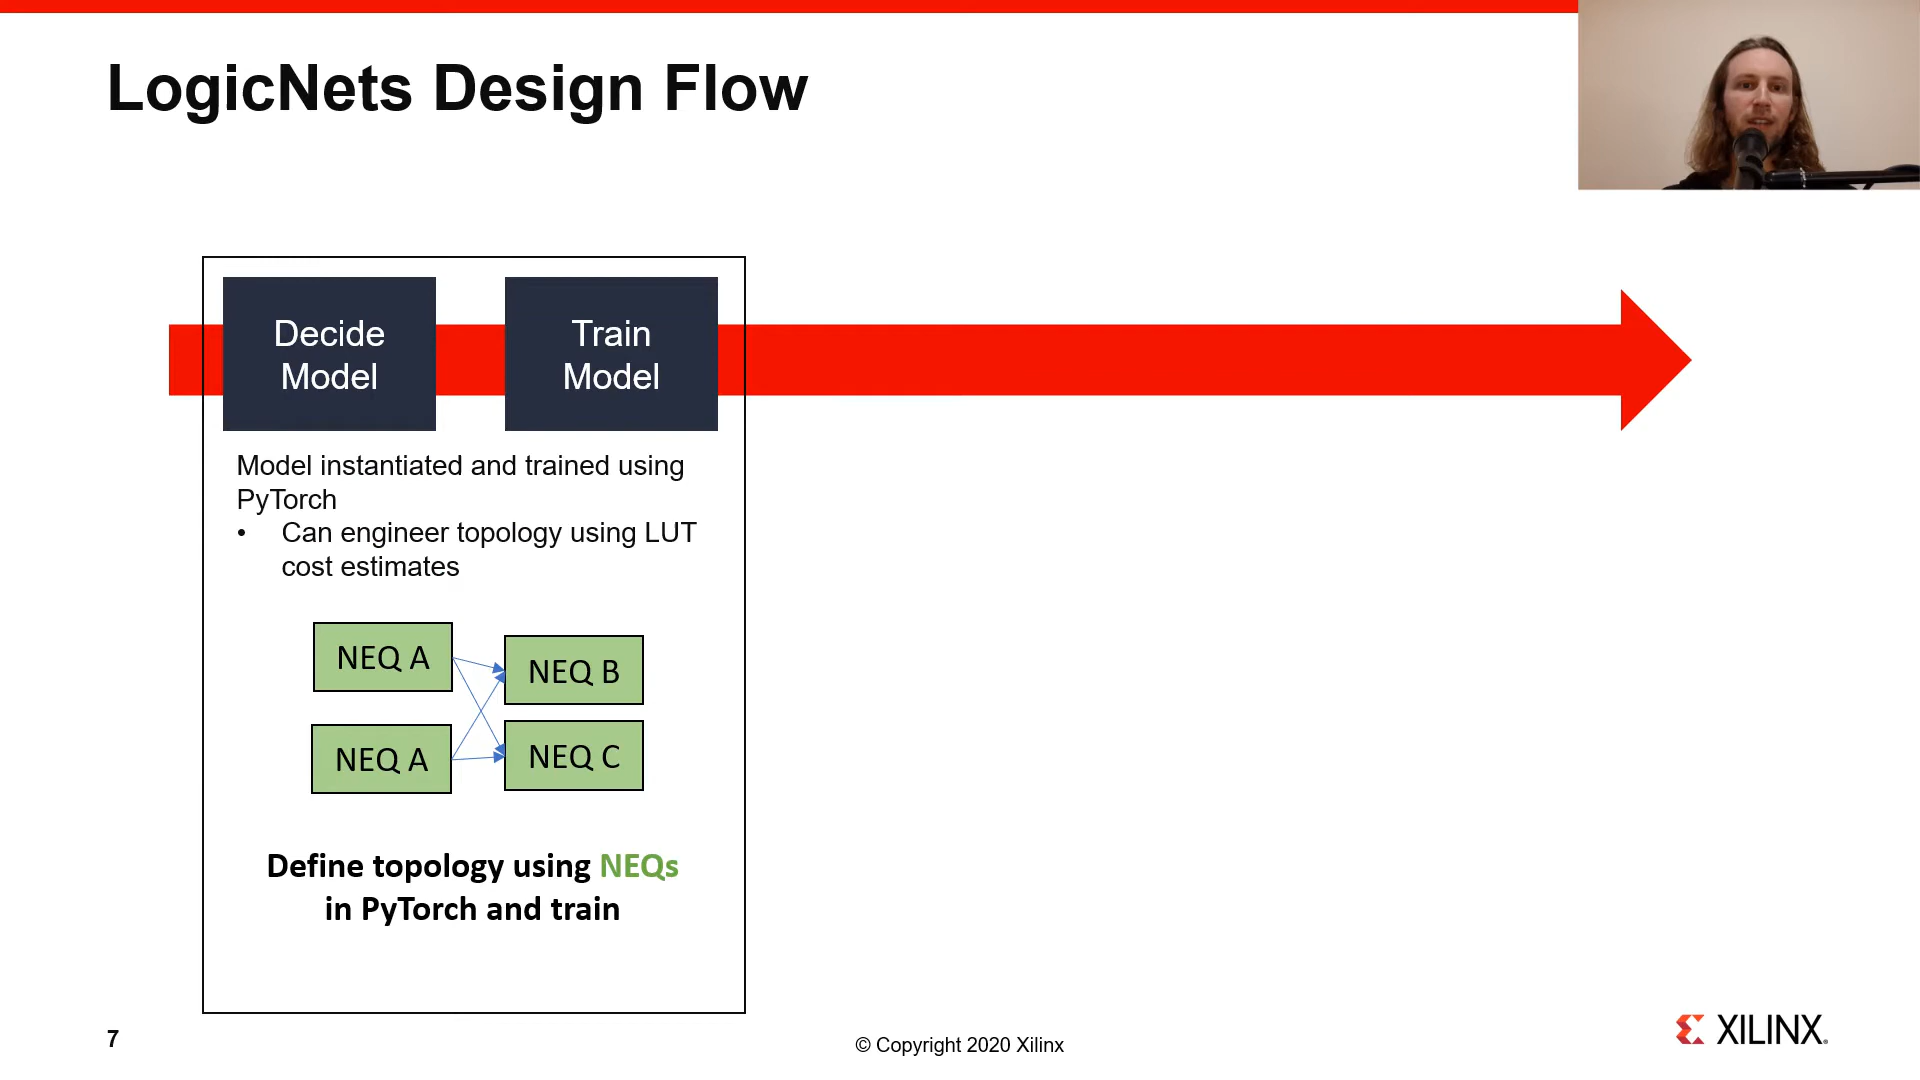 LogicNets Design Flow
Decide
Model
Train
Model
Model instantiated and trained using
PyTorch
• Can engineer topology using LUT
cost estimates
NEQ A
NEQ B
NEQ A
NEQ C
Define topology using NEQs
in PyTorch and train
7
© Copyright 2020 Xilinx
XILINX.